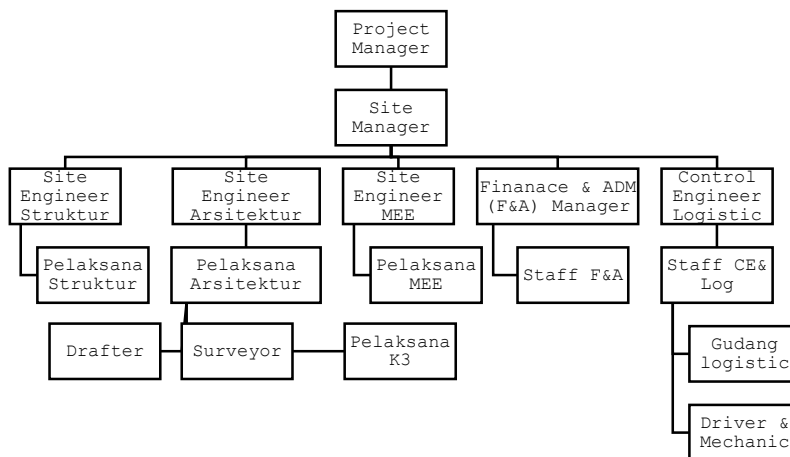 Project
Manager
Site
Manager
Site
Engineer
Struktur
Site
Engineer
Arsitektur
Site
Engineer
MEE
Finanace & ADM
(F&A) Manager
Control
Engineer
Logistic
Pelaksana
Struktur
Pelaksana
Arsitektur
Pelaksana
MEE
Staff F&A
Staff CE&
Log
Drafter
Surveyor
Pelaksana
K3
Gudang
logistic
Driver &
Mechanic